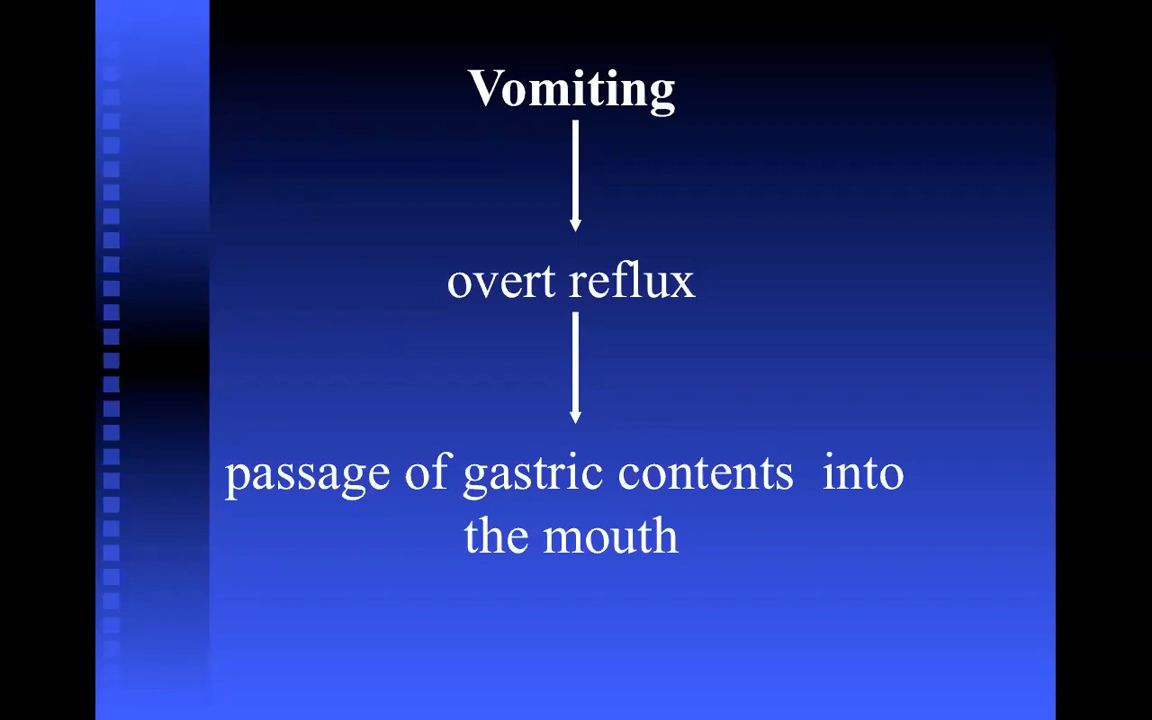 Vomiting
overt reflux
passage of gastric contents  into
the mouth